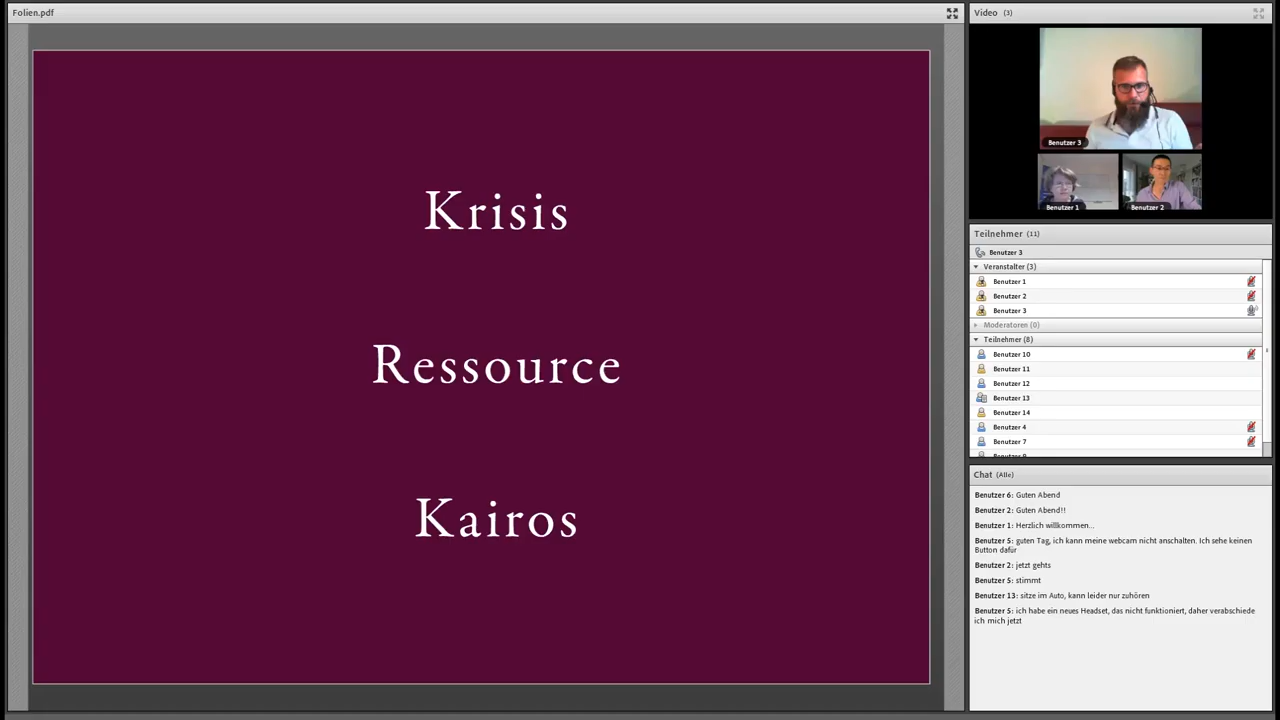 Folien.pdf
Krisis
Ressource
Kairos
Video (3)
Benutzer 3
Benutzer 1
Benutzer 2
Teilnehmer (11)
Benutzer 3
Veranstalter (3)
Benutzer 1
Benutzer 2
Benutzer 3
Moderatoren (0)
Teilnehmer (8)
Benutzer 10
Benutzer 11
Benutzer 12
Benutzer 13
Benutzer 14
Benutzer 4
Benutzer 7
Chat (Alle)
Benutzer 6: Guten Abend
Benutzer 2: Guten Abend!!
Benutzer 1: Herzlich willkommen...
Benutzer 5: guten Tag, ich kann meine webcam nicht anschalten. Ich sehe keinen
Button dafür
Benutzer 2: jetzt gehts
Benutzer 5: stimmt
Benutzer 13: sitze im Auto, kann leider nur zuhören
Benutzer 5: ich habe ein neues Headset, das nicht funktioniert, daher verabschiede
ich mich jetzt